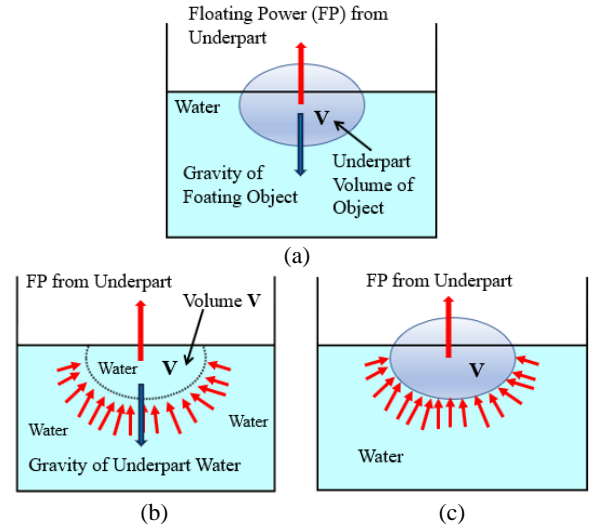 Floating Power (FP) from
Underpart
Water
V
Gravity of
Foating Object
Underpart
Volume of
Object
(a)
FP from Underpart
Volume V
Water
V
Water
Water
Gravity of Underpart Water
(b)
FP from Underpart
V
Water
(c)